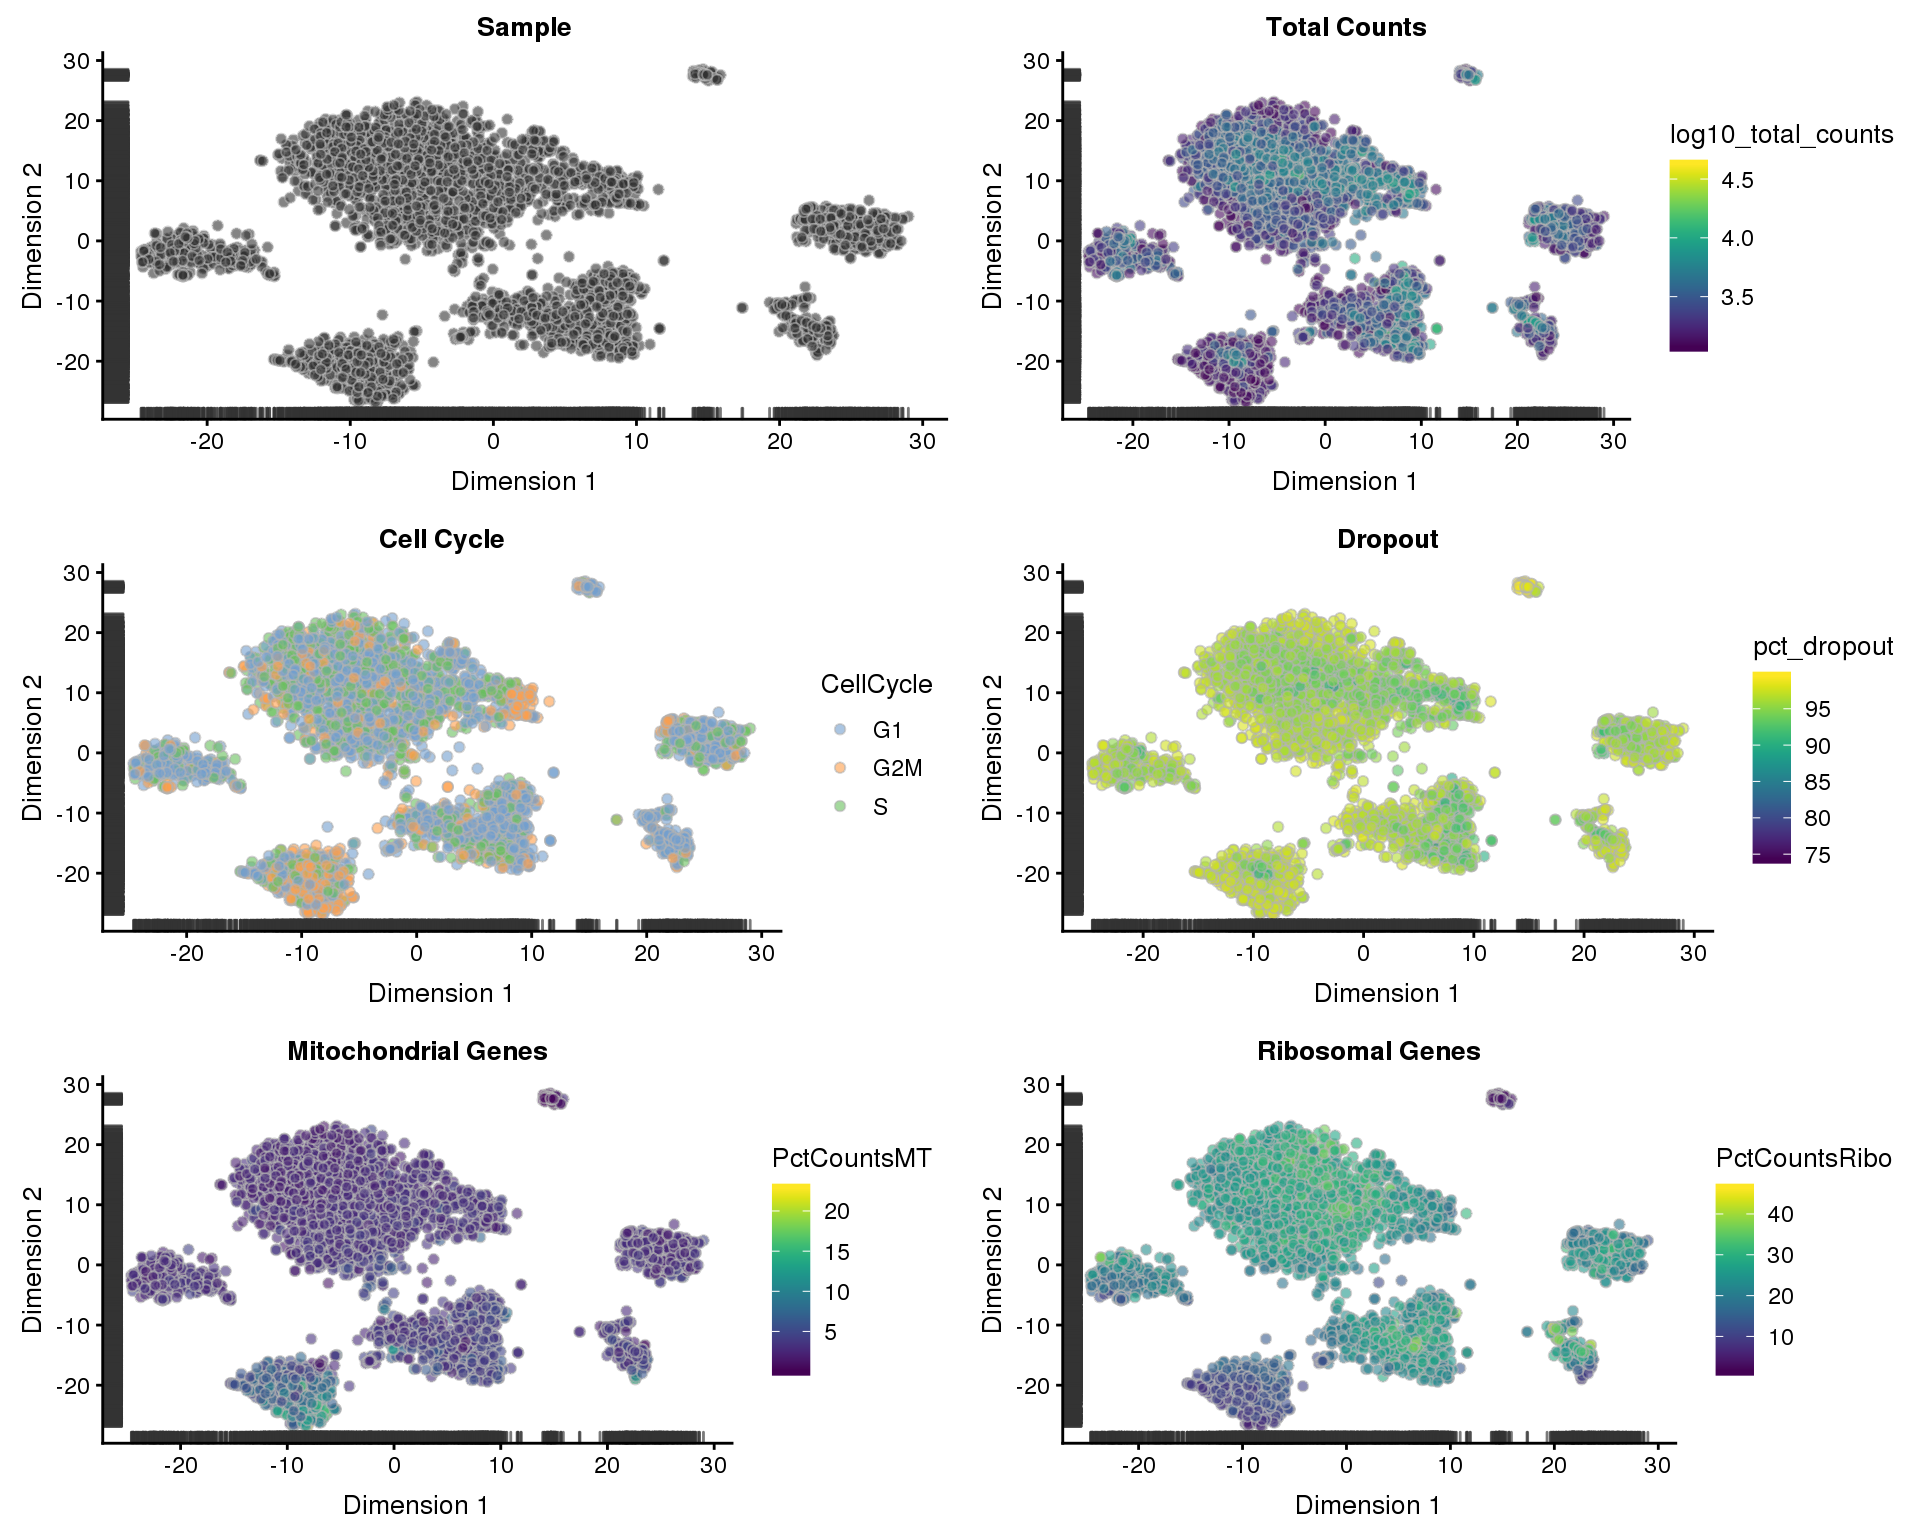 Sample
30
20
10
0
-10
-20
Dimension 2
-20 -10 0 10 20 30
Dimension 1
Total Counts
30
20
10
0
-10
-20
Dimension 2
-20 -10 0 10 20 30
Dimension 1
log10_total_counts
4.5
4.0
3.5
Cell Cycle
30
20
10
0
-10
-20
Dimension 2
-20 -10 0 10 20 30
Dimension 1
CellCycle
G1
G2M
S
Dropout
30
20
10
0
-10
-20
Dimension 2
-20 -10 0 10 20 30
Dimension 1
pct_dropout
95
90
85
80
75
Mitochondrial Genes
30
20
10
0
-10
-20
Dimension 2
-20 -10 0 10 20 30
Dimension 1
PctCountsMT
20
15
10
5
Ribosomal Genes
30
20
10
0
-10
-20
Dimension 2
-20 -10 0 10 20 30
Dimension 1
PctCountsRibo
40
30
20
10